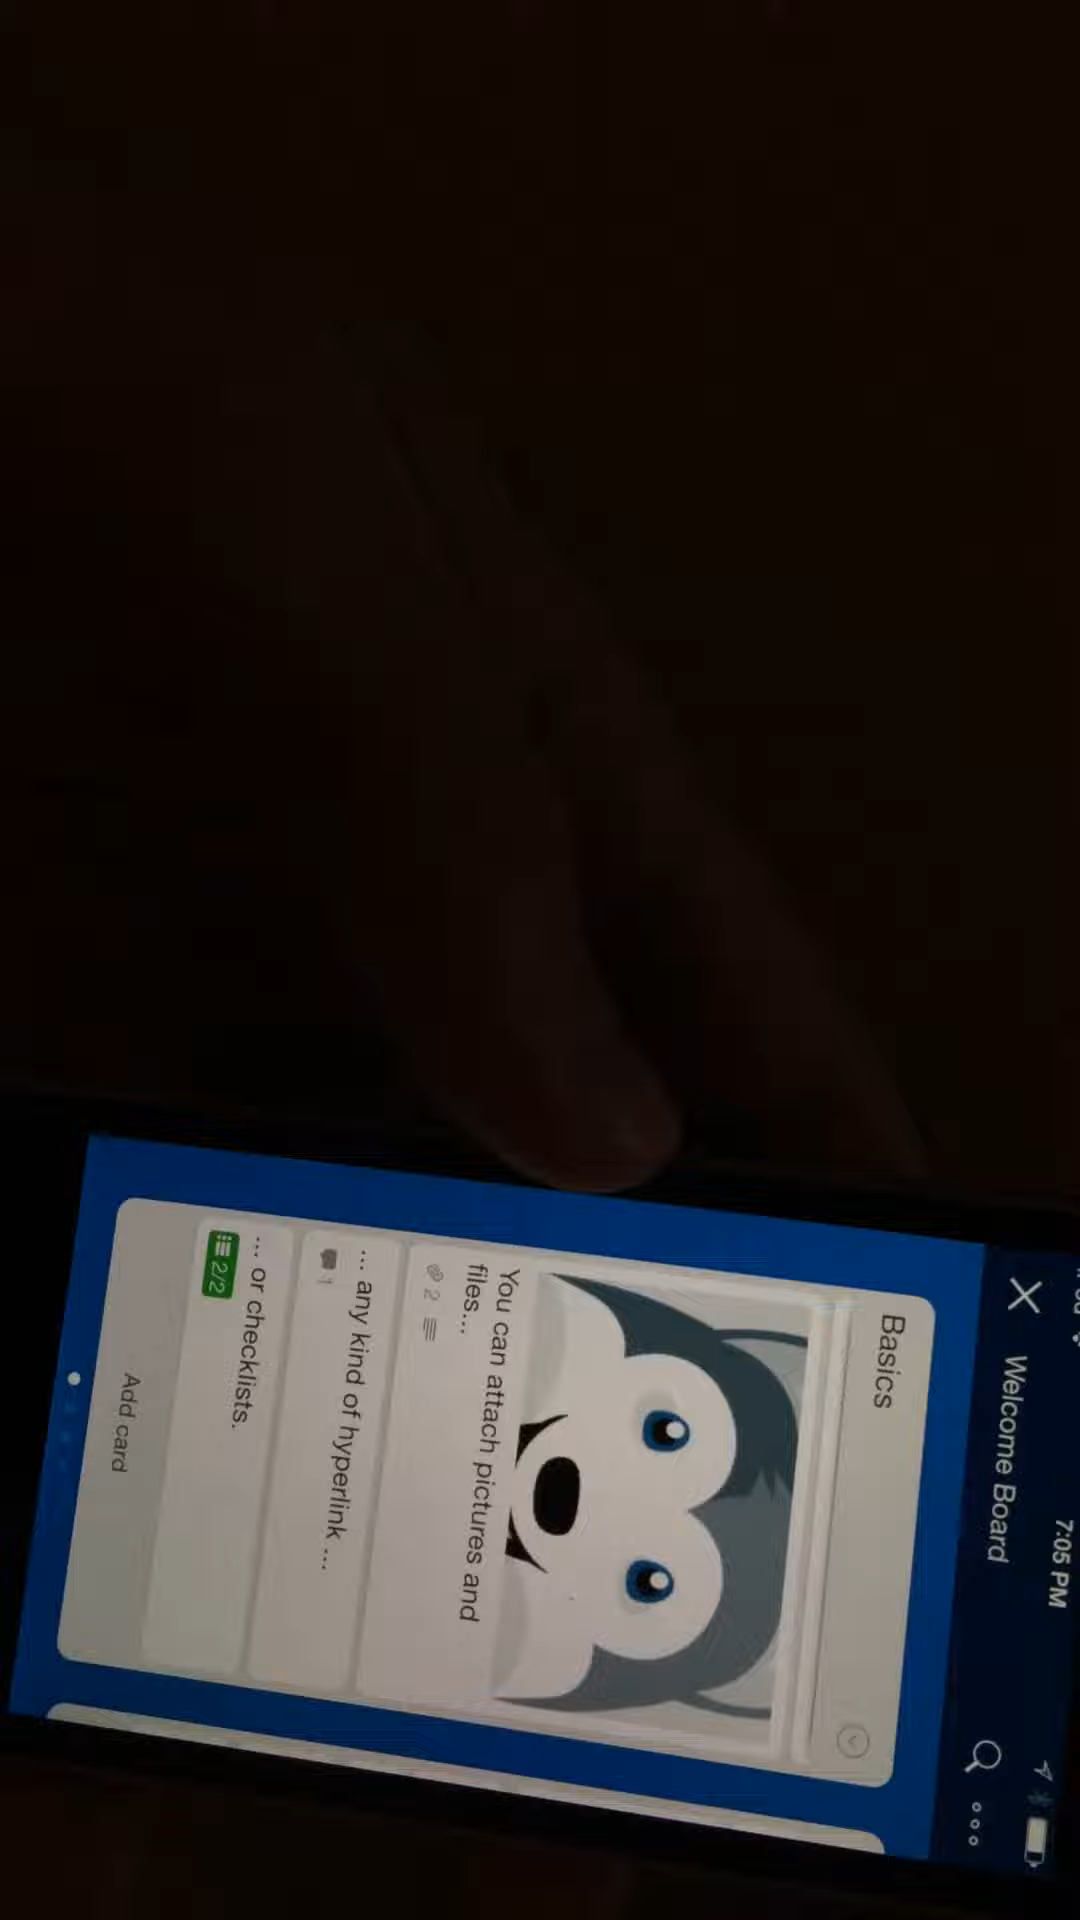 7:05 PM
Welcome Board
Basics
You can attach pictures and
files...
2
... any kind of hyperlink ...
1
... or checklists.
2/2
Add card